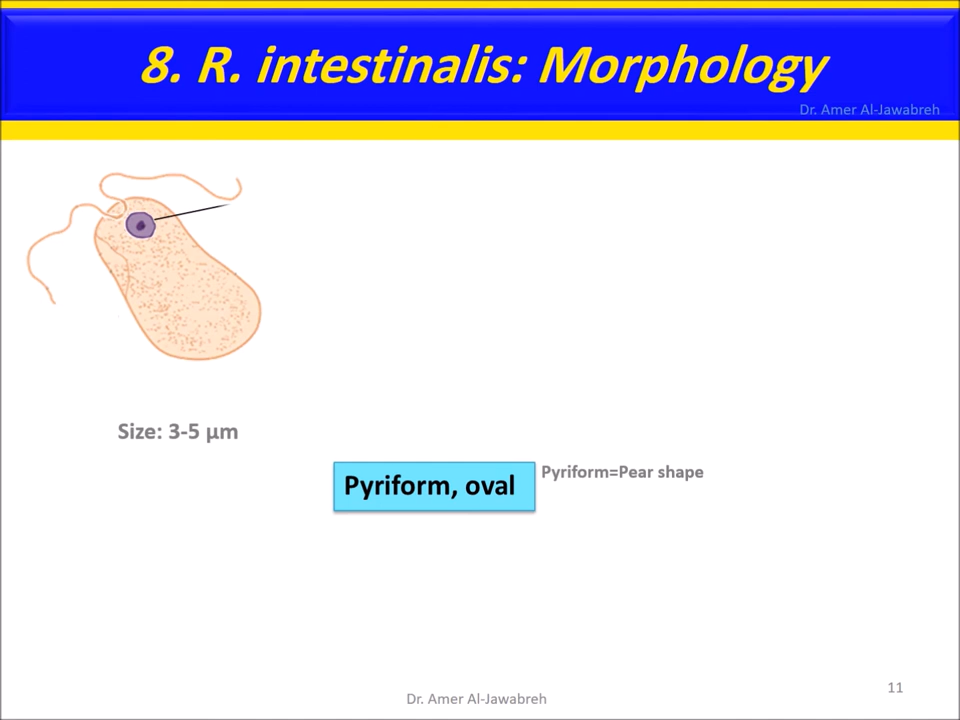 8. R. intestinalis: Morphology
Dr. Amer Al-Jawabreh
Size: 3-5 µm
Pyriform, oval
Pyriform=Pear shape
11
Dr. Amer Al-Jawabreh